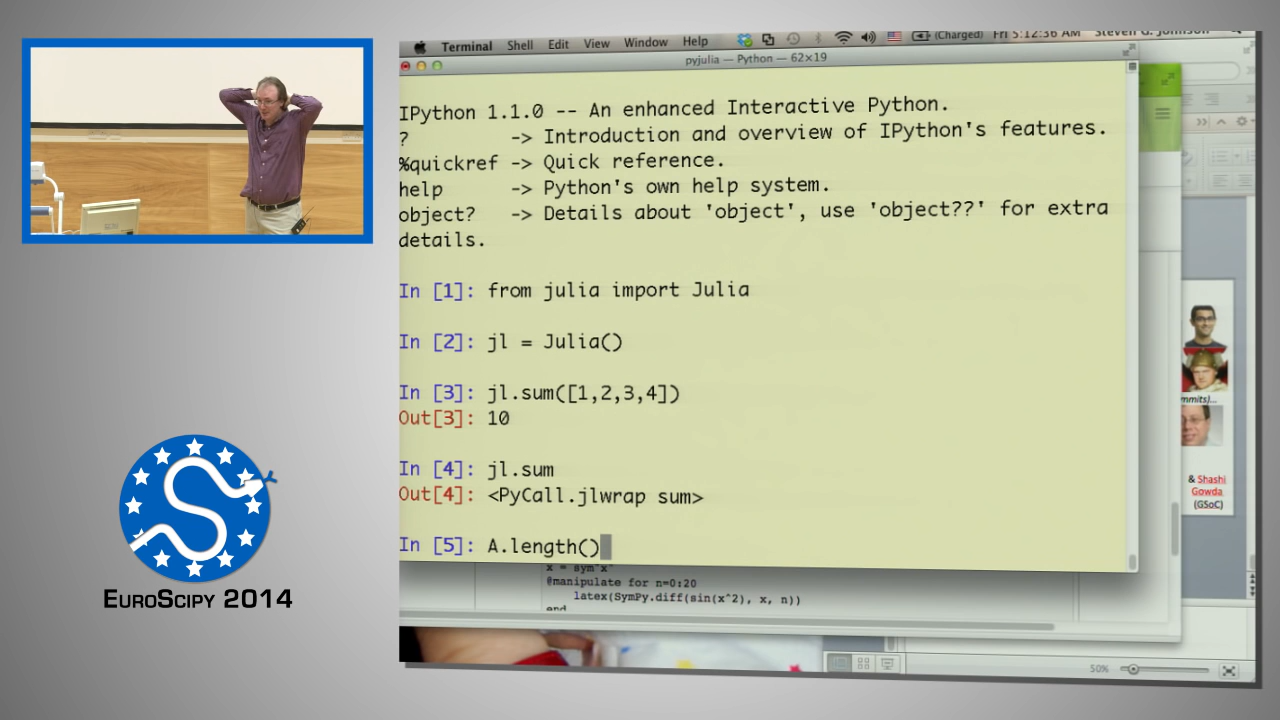 Terminal Shell Edit View Window Help (Charged) Fri 5:12:36 AM Steven G. Johnson
pyjulia — Python — 62×19
IPython 1.1.0 -- An enhanced Interactive Python.
? -> Introduction and overview of IPython's features.
%quickref -> Quick reference.
help -> Python's own help system.
object? -> Details about 'object', use 'object??' for extra
details.
In [1]: from julia import Julia
In [2]: jl = Julia()
In [3]: jl.sum([1,2,3,4])
Out[3]: 10
In [4]: jl.sum
Out[4]: <PyCall.jlwrap sum>
In [5]: A.length()
@manipulate for n=0:20
latex(SymPy.diff(sin(x^2), x, n))
end
mmits)...
& Shashi
Gowda
(GSoC)
50%
EUROSCIPY 2014